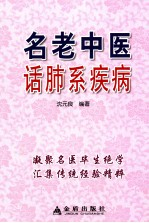 名老中医
话肺系疾病
沈元良 编著
凝聚名医毕生绝学
汇集传统经验精粹
金盾出版社